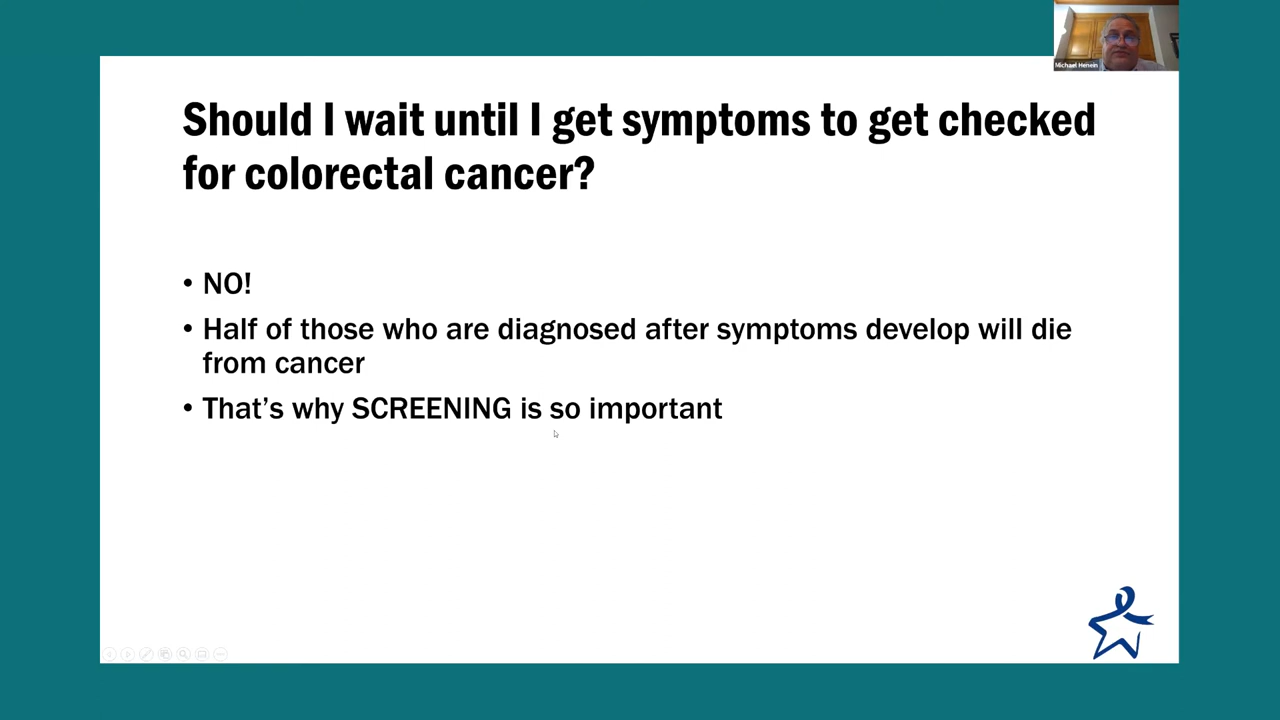 Michael Henein
Should I wait until I get symptoms to get checked
for colorectal cancer?
• NO!
• Half of those who are diagnosed after symptoms develop will die
from cancer
• That's why SCREENING is so important